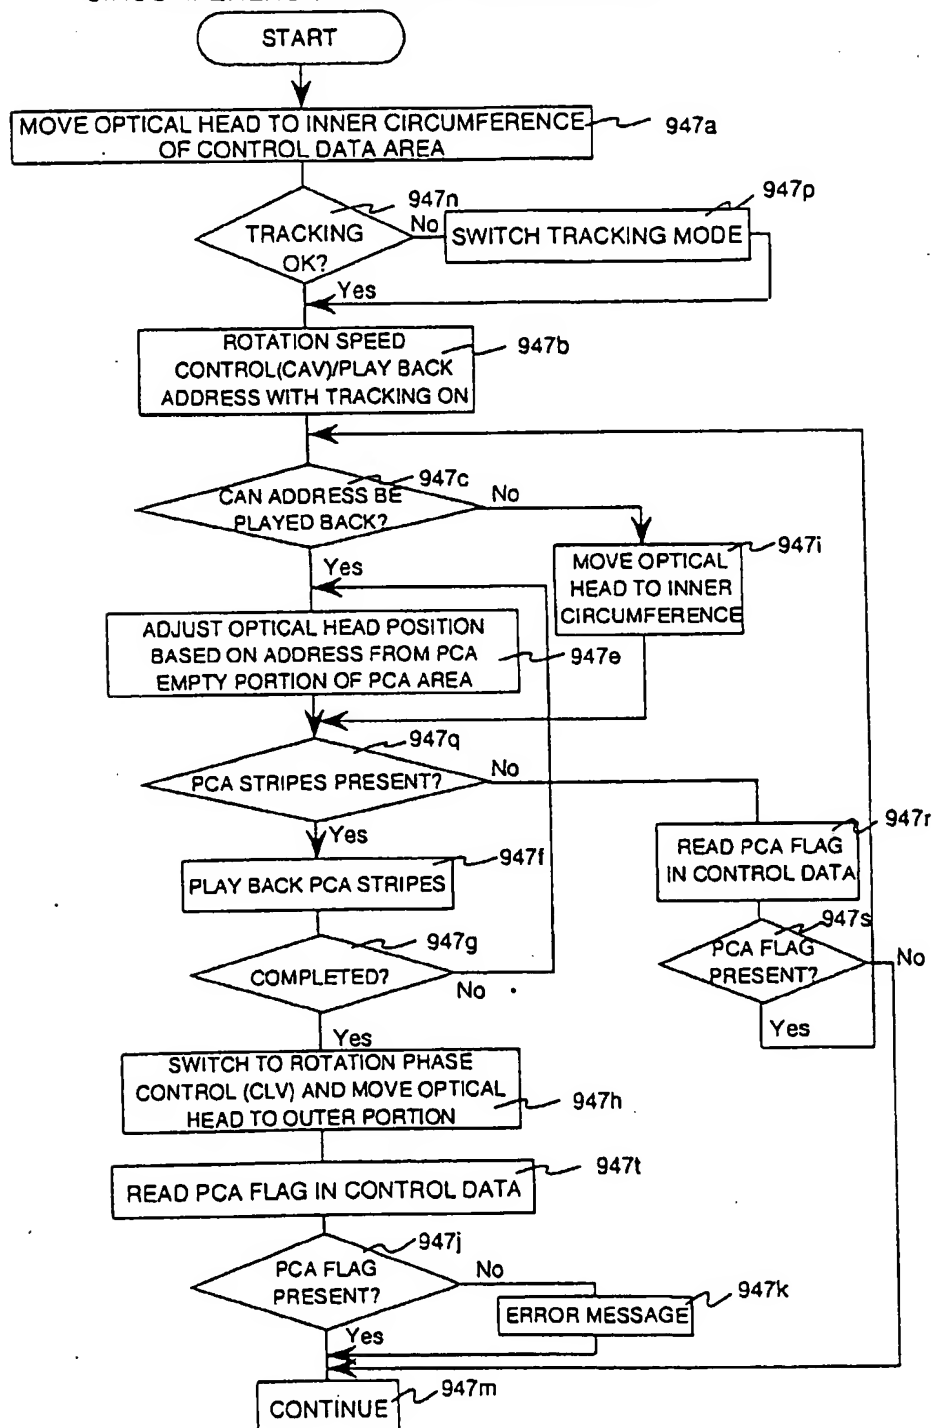 START
MOVE OPTICAL HEAD TO INNER CIRCUMFERENCE
OF CONTROL DATA AREA
947a
947n
TRACKING
OK?
No
947p
SWITCH TRACKING MODE
Yes
ROTATION SPEED
CONTROL(CAV)/PLAY BACK
ADDRESS WITH TRACKING ON
947b
947c
CAN ADDRESS BE
PLAYED BACK?
No
947i
MOVE OPTICAL
HEAD TO INNER
CIRCUMFERENCE
Yes
ADJUST OPTICAL HEAD POSITION
BASED ON ADDRESS FROM PCA
EMPTY PORTION OF PCA AREA
947e
947q
PCA STRIPES PRESENT?
No
947r
READ PCA FLAG
IN CONTROL DATA
Yes
947f
PLAY BACK PCA STRIPES
947s
PCA FLAG
PRESENT?
No
Yes
947g
COMPLETED?
No
Yes
SWITCH TO ROTATION PHASE
CONTROL (CLV) AND MOVE OPTICAL
HEAD TO OUTER PORTION
947h
947t
READ PCA FLAG IN CONTROL DATA
947j
PCA FLAG
PRESENT?
No
947k
ERROR MESSAGE
Yes
947m
CONTINUE